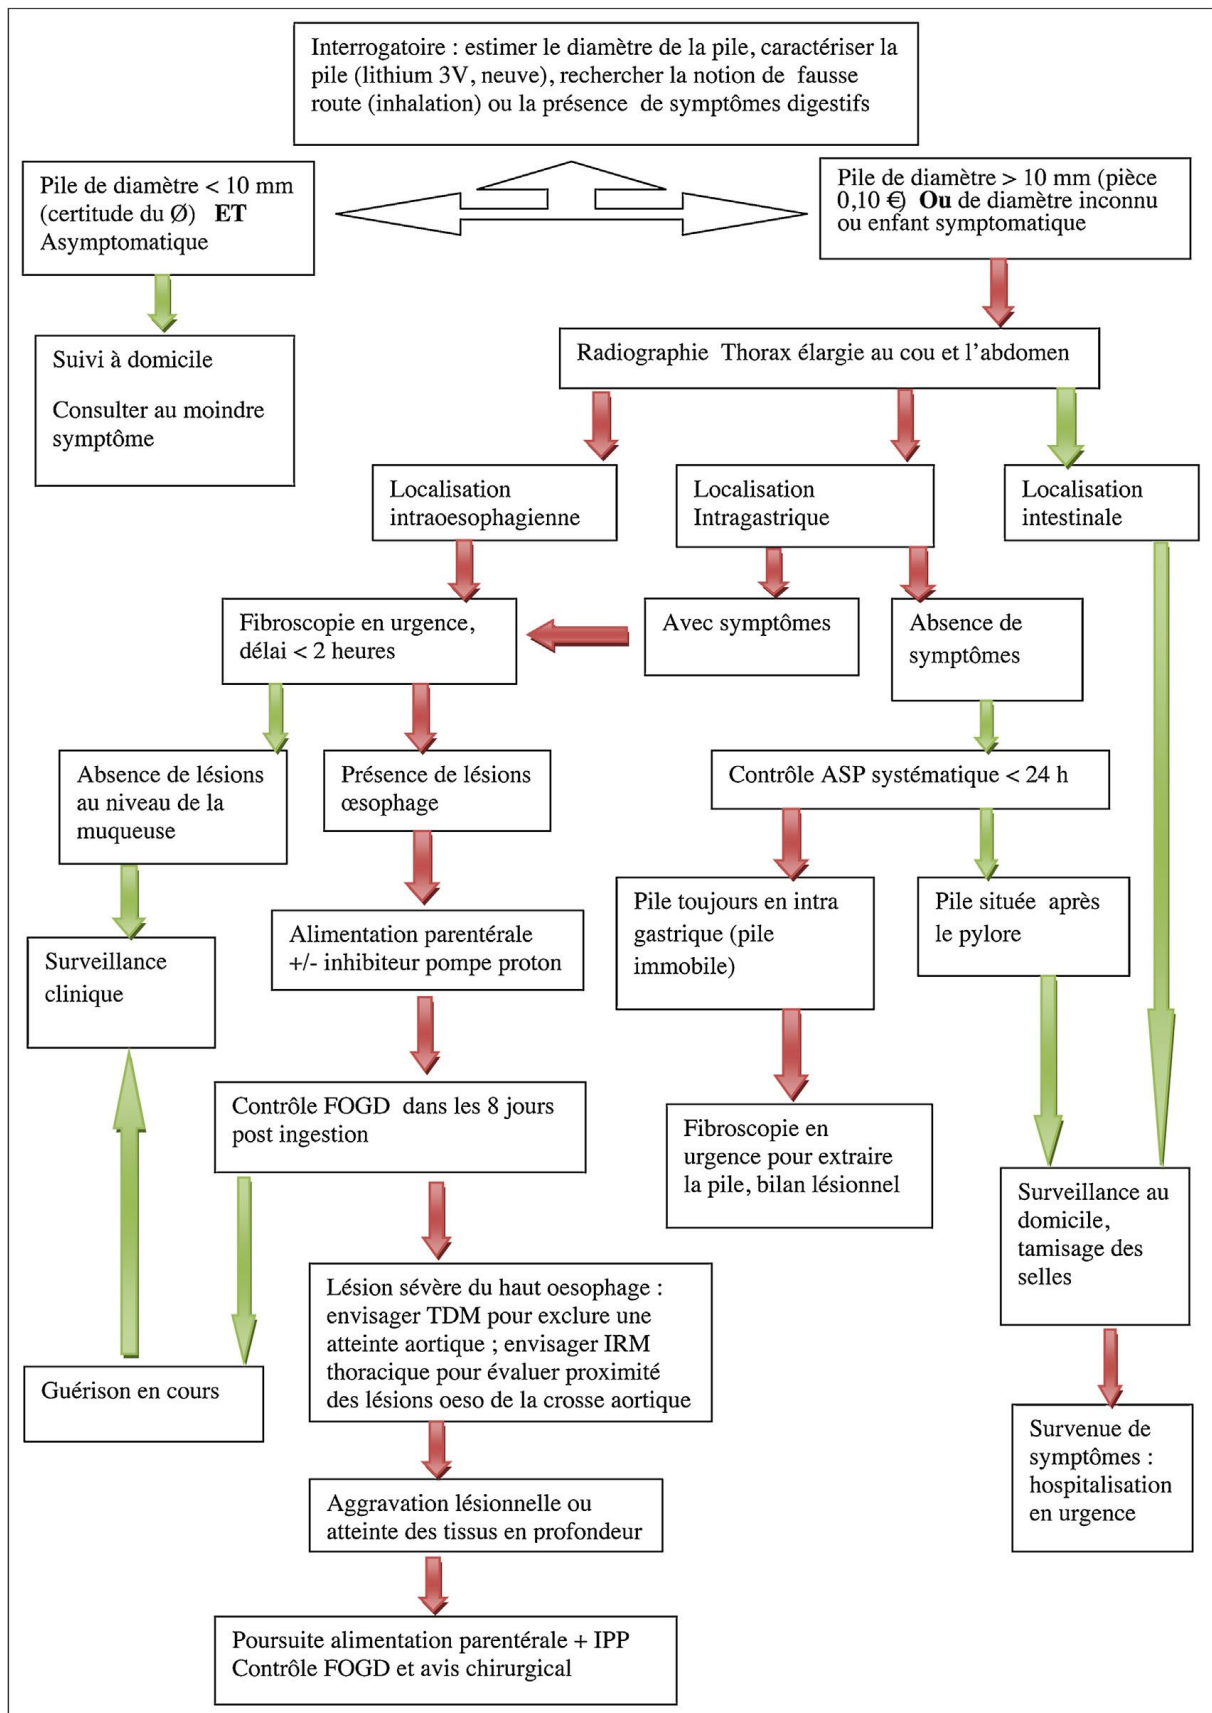 Interrogatoire : estimer le diamètre de la pile, caractériser la
pile (lithium 3V, neuve), rechercher la notion de fausse
route (inhalation) ou la présence de symptômes digestifs
Pile de diamètre < 10 mm
(certitude du Ø) ET
Asymptomatique
Pile de diamètre > 10 mm (pièce
0,10 €) Ou de diamètre inconnu
ou enfant symptomatique
Suivi à domicile
Consulter au moindre
symptôme
Radiographie Thorax élargie au cou et l'abdomen
Localisation
intraoesophagienne
Localisation
Intragastrique
Localisation
intestinale
Fibroscopie en urgence,
délai < 2 heures
Avec symptômes
Absence de
symptômes
Absence de lésions
au niveau de la
muqueuse
Présence de lésions
œsophage
Contrôle ASP systématique < 24 h
Surveillance
clinique
Alimentation parentérale
+/- inhibiteur pompe proton
Pile toujours en intra
gastrique (pile
immobile)
Pile située après
le pylore
Contrôle FOGD dans les 8 jours
post ingestion
Fibroscopie en
urgence pour extraire
la pile, bilan lésionnel
Surveillance au
domicile,
tamisage des
selles
Lésion sévère du haut oesophage :
envisager TDM pour exclure une
atteinte aortique ; envisager IRM
thoracique pour évaluer proximité
des lésions oeso de la crosse aortique
Guérison en cours
Survenue de
symptômes :
hospitalisation
en urgence
Aggravation lésionnelle ou
atteinte des tissus en profondeur
Poursuite alimentation parentérale + IPP
Contrôle FOGD et avis chirurgical